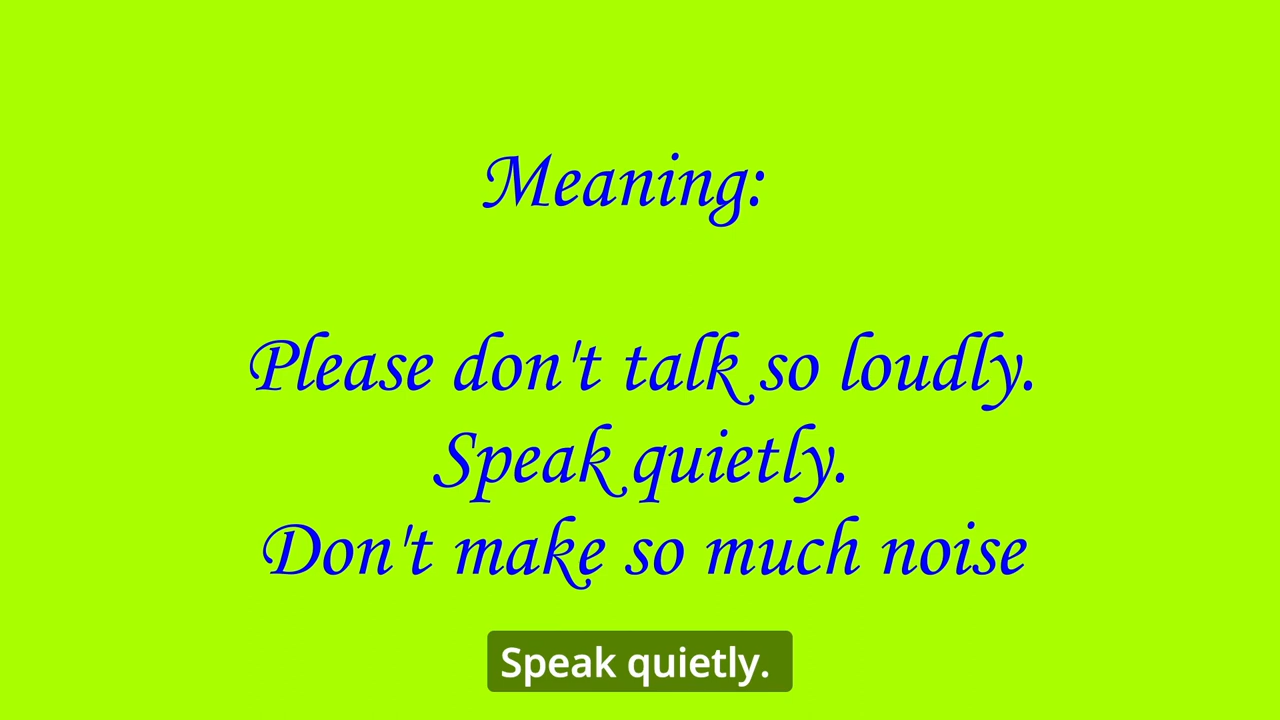 Meaning:
Please don't talk so loudly.
Speak quietly.
Don't make so much noise
Speak quietly.